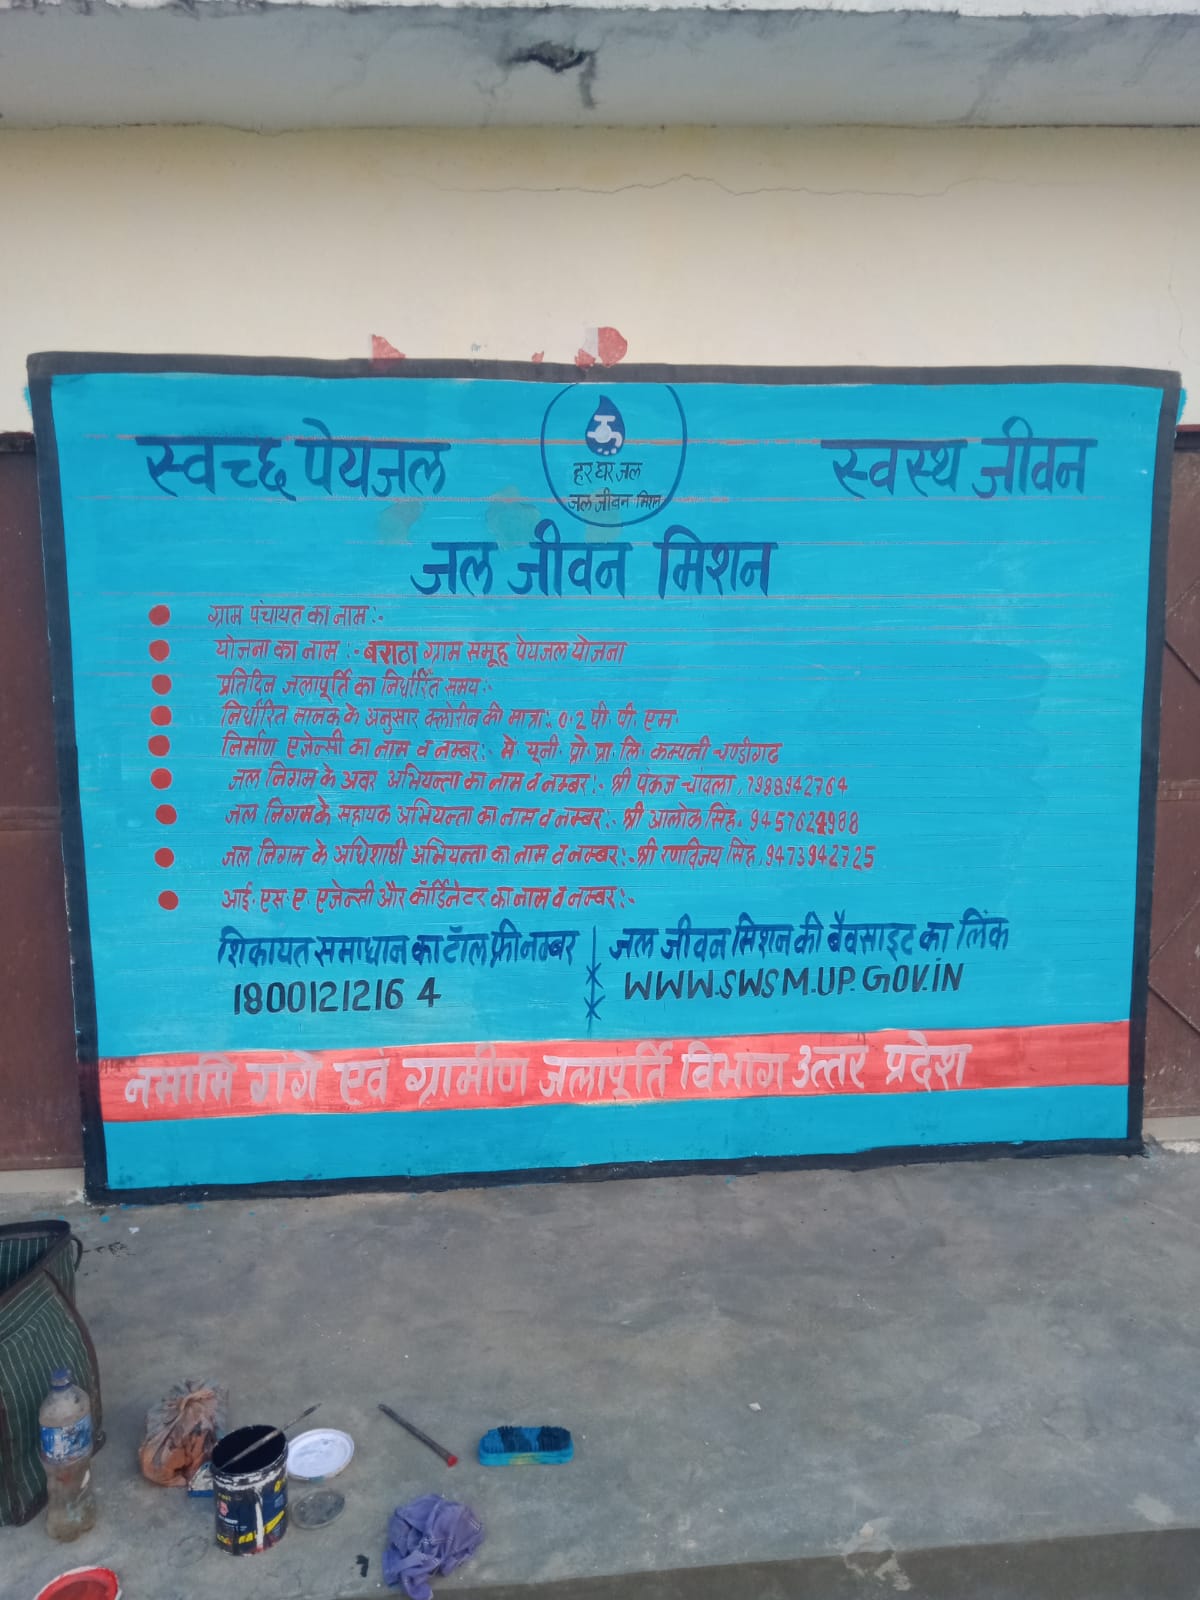 स्वच्छ पेयजल
हर घर जल
जल जीवन मिशन
स्वस्थ जीवन
जल जीवन मिशन
ग्राम पंचायत का नाम:-
योजना का नाम:- बराठा ग्राम समूह पेयजल योजना
प्रतिदिन जलापूर्ति का निर्धारित समय:-
निर्धारित मानक के अनुसार क्लोरीन की मात्रा:- 0.2 पी. पी. एम.
निर्माण एजेन्सी का नाम व नम्बर:- मे. यूनी. प्रो. प्रा. लि. कम्पनी चण्डीगढ
जल निगम के अवर अभियन्ता का नाम व नम्बर:- श्री पंकज चावला, 7988942764
जल निगम के सहायक अभियन्ता का नाम व नम्बर:- श्री आलोक सिंह. 9457624988
जल निगम के अधिशाषी अभियन्ता का नाम व नम्बर:- श्री रणविजय सिंह, 9473942725
आई. एस. ए. एजेन्सी और कॉर्डिनेटर का नाम व नम्बर:-
शिकायत समाधान का टॉल फ्री नम्बर
18001212164
जल जीवन मिशन की बैवसाइट का लिंक
WWW.SWSM.UP.GOV.iN
नमामि गंगे एवं ग्रामीण जलापूर्ति विभाग उत्तर प्रदेश